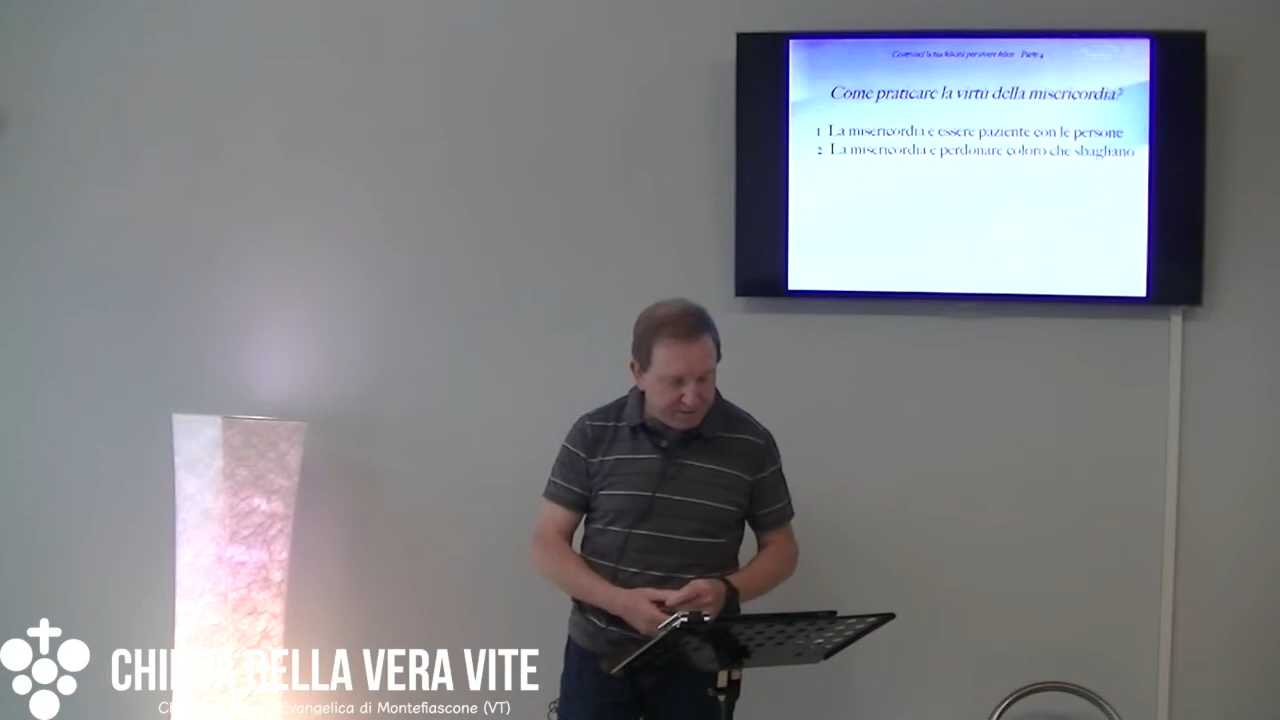 Costruisci la tua felicità per vivere felice Parte 4
Come praticare la virtù della misericordia?
1 La misericordia è essere paziente con le persone
2 La misericordia è perdonare coloro che sbagliano
CHIESA DELLA VERA VITE
Evangelica di Montefiascone (VT)